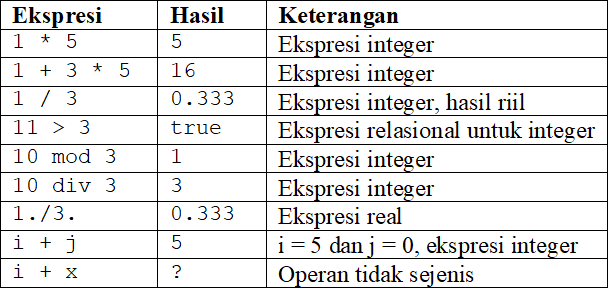 Ekspresi Hasil Keterangan
1 * 5 5 Ekspresi integer
1 + 3 * 5 16 Ekspresi integer
1 / 3 0.333 Ekspresi integer, hasil riil
11 > 3 true Ekspresi relasional untuk integer
10 mod 3 1 Ekspresi integer
10 div 3 3 Ekspresi integer
1./3. 0.333 Ekspresi real
i + j 5 i = 5 dan j = 0, ekspresi integer
i + x ? Operan tidak sejenis